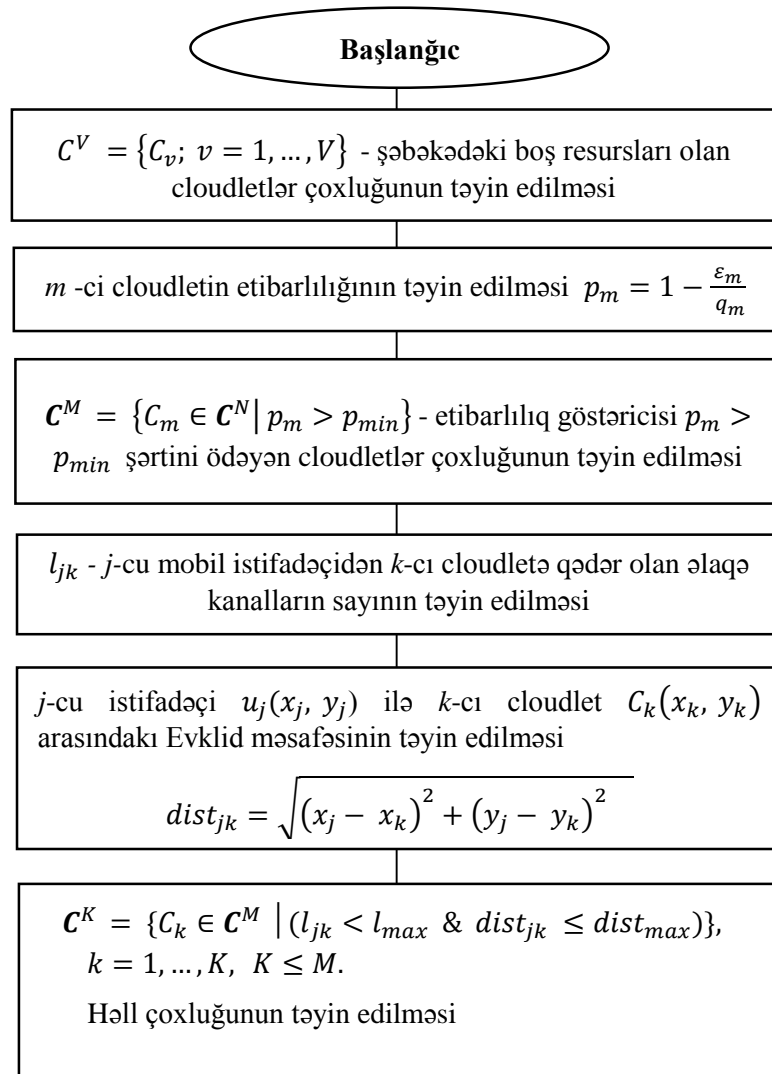 Başlanğıc
C^V = {C_v; v = 1, … , V} - şəbəkədəki boş resursları olan
cloudletlər çoxluğunun təyin edilməsi
m -ci cloudletin etibarlılığının təyin edilməsi p_m = 1 − ε_m/q_m
C^M = {C_m ∈ C^N| p_m > p_min} - etibarlılıq göstəricisi p_m >
p_min şərtini ödəyən cloudletlər çoxluğunun təyin edilməsi
l_jk - j-cu mobil istifadəçidən k-cı cloudletə qədər olan əlaqə
kanalların sayının təyin edilməsi
j-cu istifadəçi u_j(x_j, y_j) ilə k-cı cloudlet C_k(x_k, y_k)
arasındakı Evklid məsafəsinin təyin edilməsi
dist_jk = √((x_j − x_k)^2 + (y_j − y_k)^2)
C^K = {C_k ∈ C^M |(l_jk < l_max & dist_jk ≤ dist_max)},
k = 1, … , K, K ≤ M.
Həll çoxluğunun təyin edilməsi